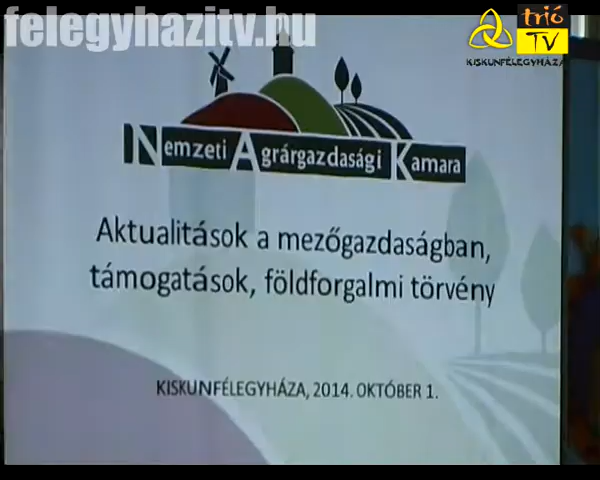 felegyhazitv.hu
trió
TV
KISKUNFÉLEGYHÁZA
Nemzeti Agrárgazdasági Kamara
Aktualitások a mezőgazdaságban,
támogatások, földforgalmi törvény
KISKUNFÉLEGYHÁZA, 2014. OKTÓBER 1.